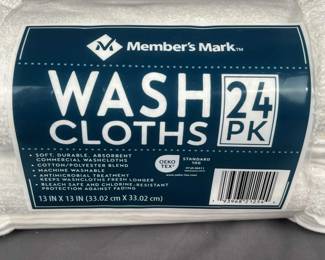 Member's Mark™
WASH
CLOTHS
24
PK
• SOFT, DURABLE, ABSORBENT
COMMERCIAL WASHCLOTHS
• COTTON/POLYESTER BLEND
• MACHINE WASHABLE
• ANTIMICROBIAL TREATMENT
KEEPS WASHCLOTHS FRESH LONGER
• BLEACH SAFE AND CHLORINE-RESISTANT
PROTECTION AGAINST FADING
13 IN X 13 IN (33.02 cm X 33.02 cm)
OEKO
TEX®
STANDARD
100